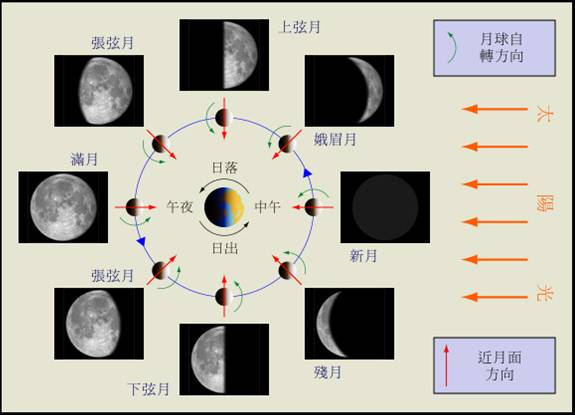 上弦月
張弦月
月球自
轉方向
娥眉月
太
陽
光
滿月
日落
午夜
中午
日出
新月
張弦月
下弦月
殘月
近月面
方向